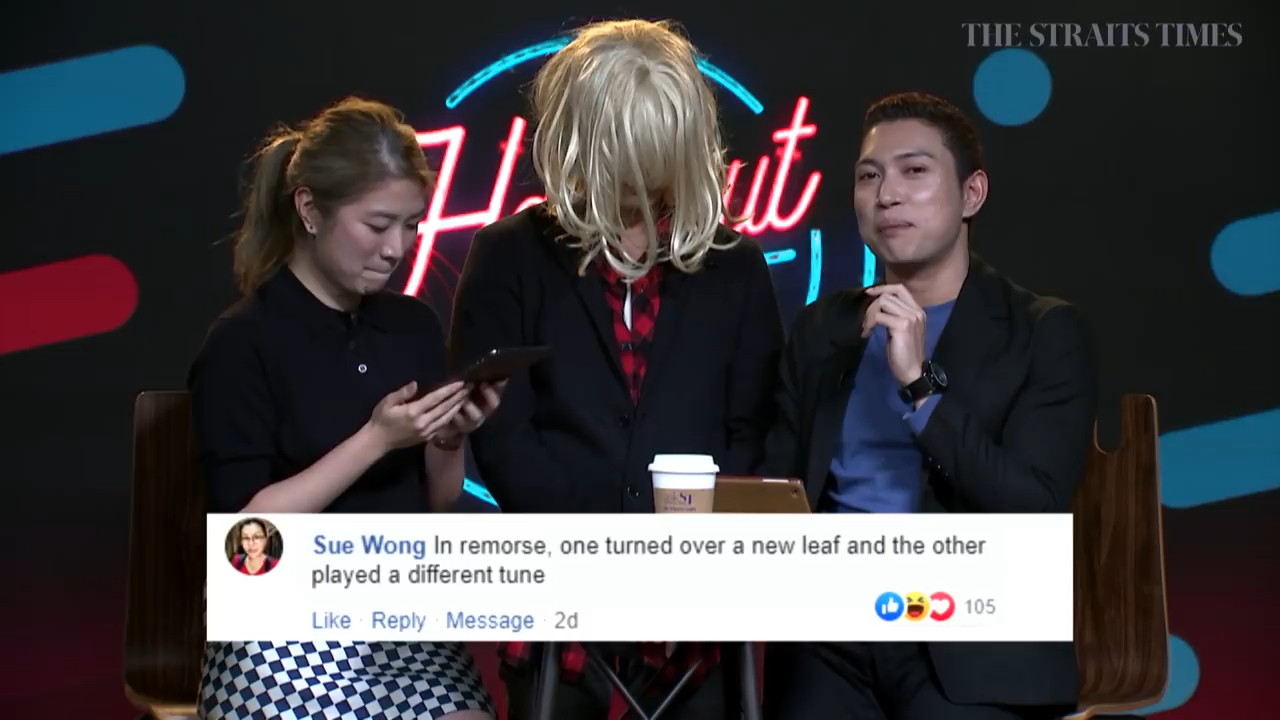 THE STRAITS TIMES
Sue Wong In remorse, one turned over a new leaf and the other
played a different tune
Like · Reply · Message · 2d
105